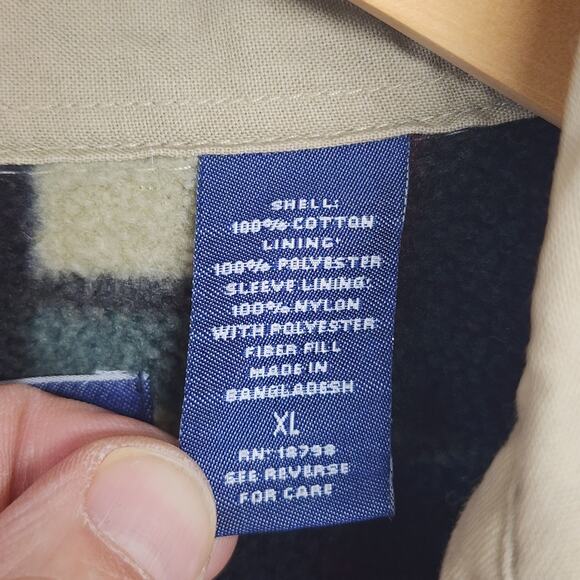 SHELL:
100% COTTON
LINING:
100% POLYESTER
SLEEVE LINING:
100% NYLON
WITH POLYESTER
FIBER FILL
MADE IN
BANGLADESH
XL
RN# 18798
SEE REVERSE
FOR CARE